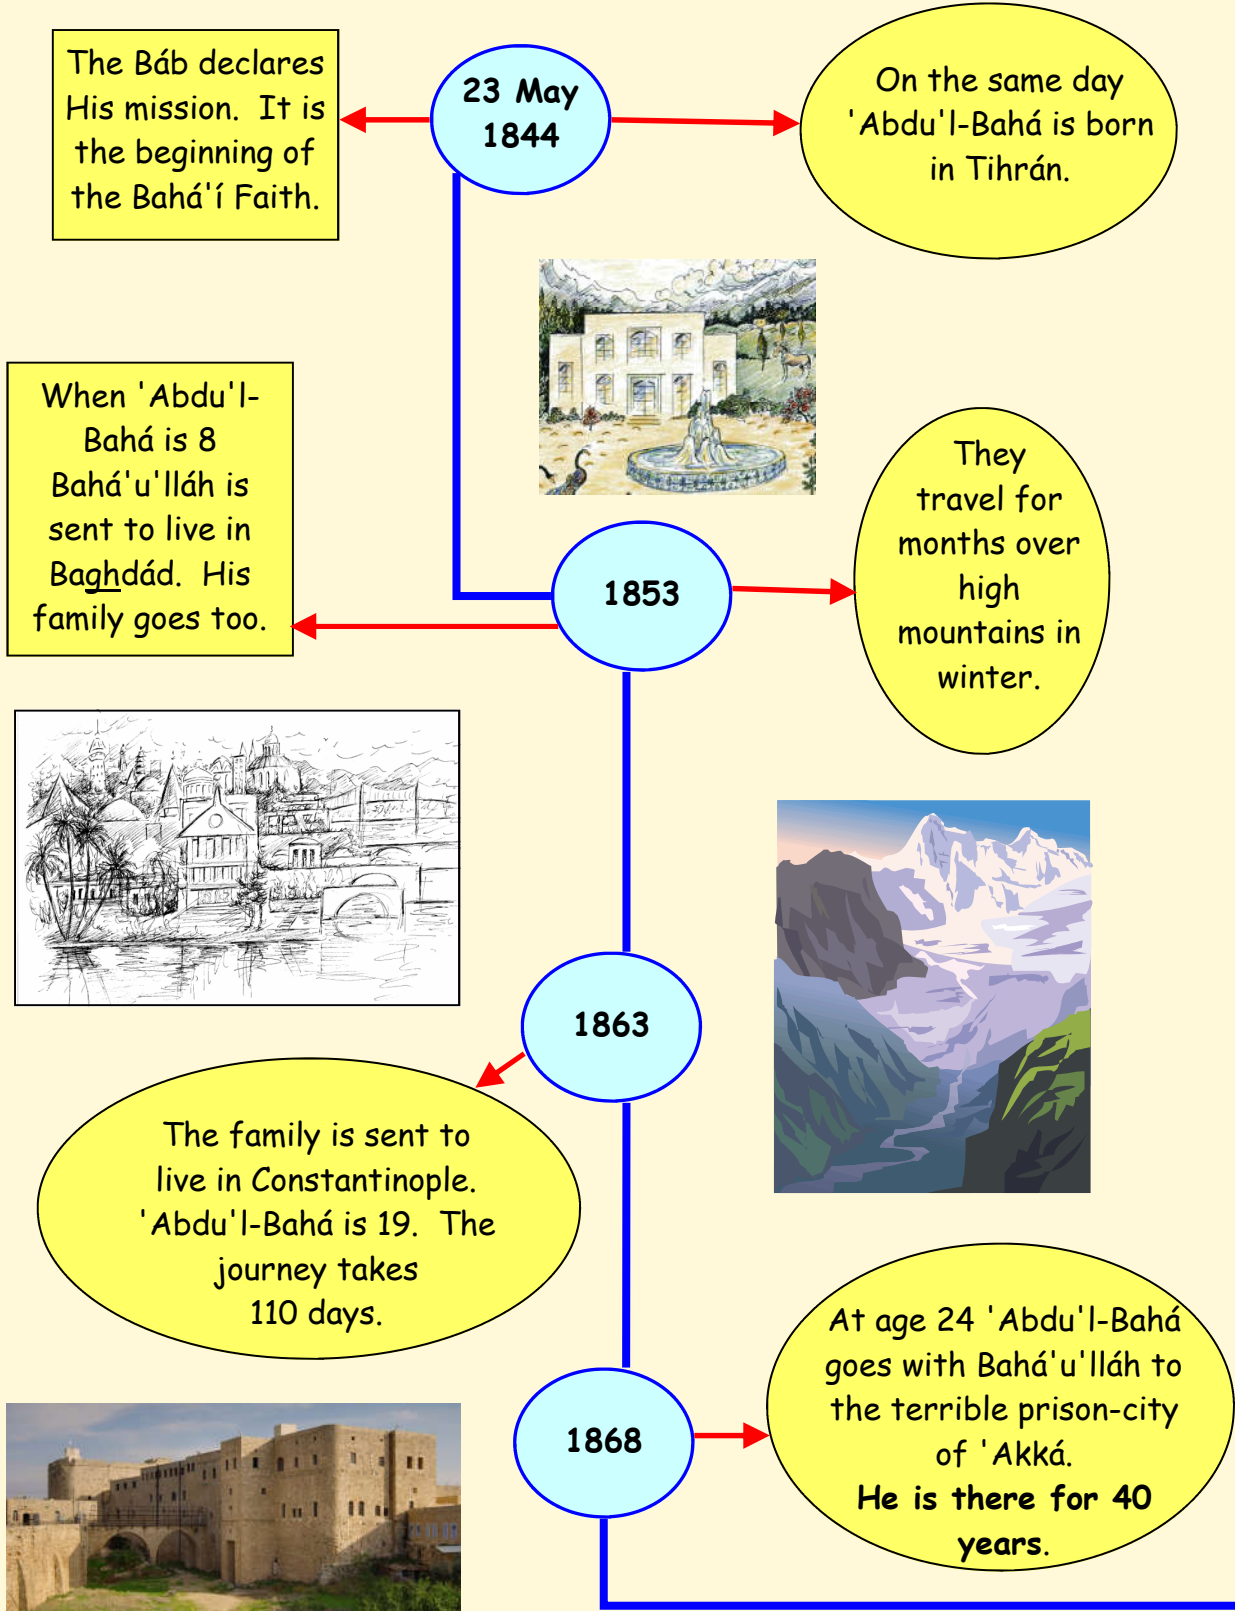 The Báb declares
His mission.  It is
the beginning of
the Bahá'í Faith.
23 May
1844
On the same day
'Abdu'l-Bahá is born
in Tihrán.
When 'Abdu'l-
Bahá is 8
Bahá'u'lláh is
sent to live in
Baghdád.  His
family goes too.
1853
They
travel for
months over
high
mountains in
winter.
1863
The family is sent to
live in Constantinople.
'Abdu'l-Bahá is 19.  The
journey takes
110 days.
1868
At age 24 'Abdu'l-Bahá
goes with Bahá'u'lláh to
the terrible prison-city
of 'Akká.
He is there for 40
years.